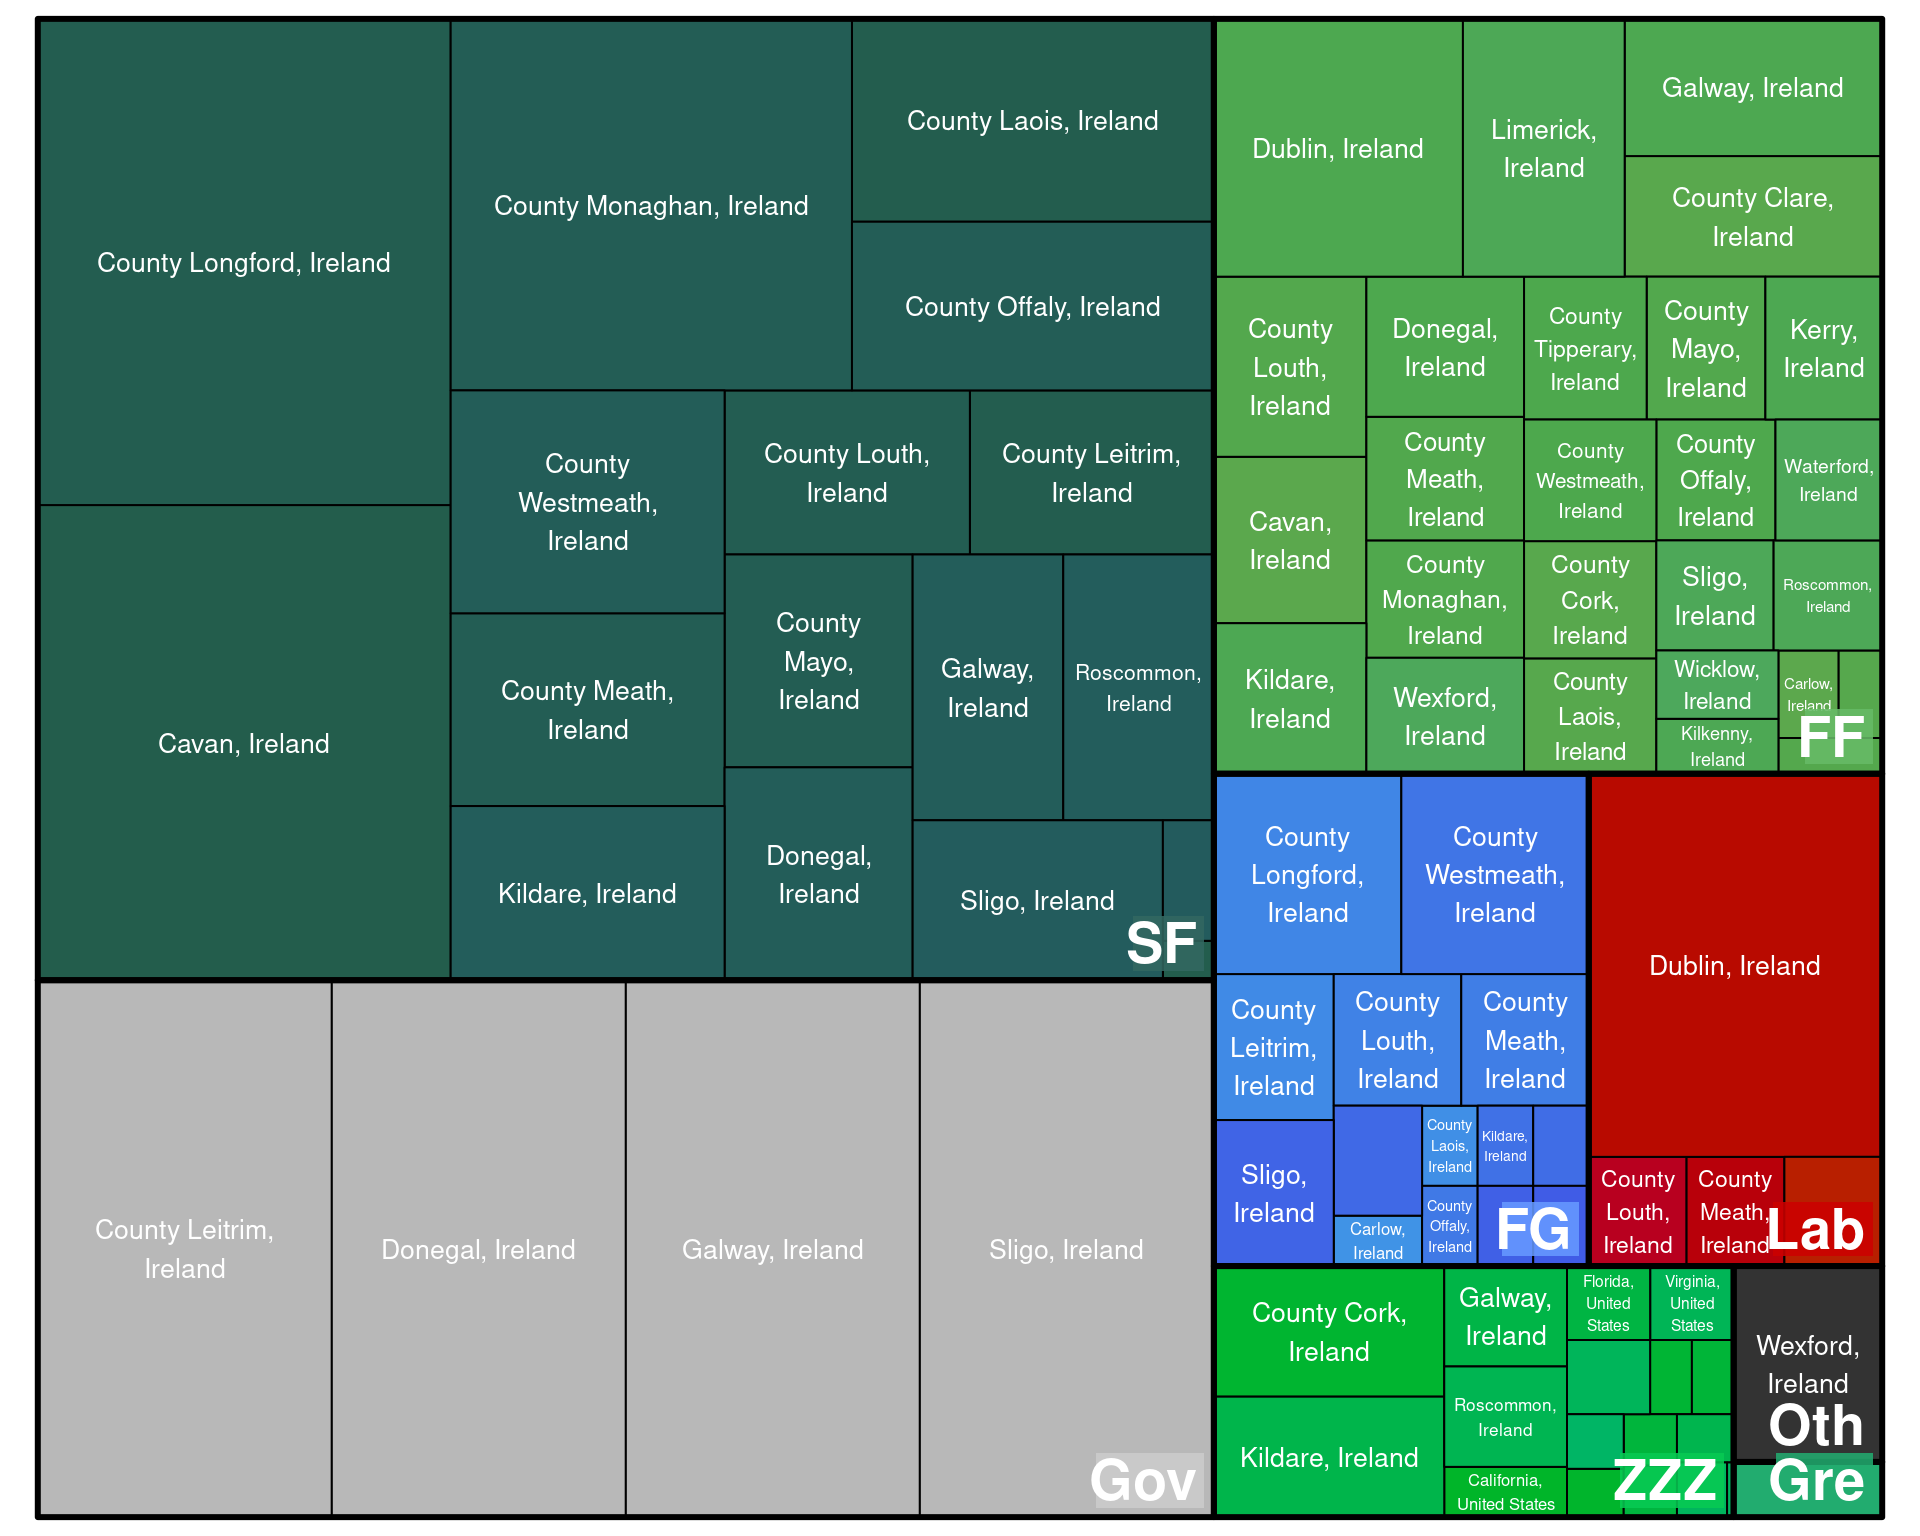 County Longford, Ireland
Cavan, Ireland
County Monaghan, Ireland
County Laois, Ireland
County Offaly, Ireland
County
Westmeath,
Ireland
County Louth,
Ireland
County Leitrim,
Ireland
County Meath,
Ireland
Kildare, Ireland
County
Mayo,
Ireland
Donegal,
Ireland
Galway,
Ireland
Roscommon,
Ireland
Sligo, Ireland
SF
County Leitrim,
Ireland
Donegal, Ireland
Galway, Ireland
Sligo, Ireland
Gov
Dublin, Ireland
Limerick,
Ireland
Galway, Ireland
County Clare,
Ireland
County
Louth,
Ireland
Cavan,
Ireland
Kildare,
Ireland
Donegal,
Ireland
County
Meath,
Ireland
County
Monaghan,
Ireland
Wexford,
Ireland
County
Tipperary,
Ireland
County
Mayo,
Ireland
Kerry,
Ireland
County
Westmeath,
Ireland
County
Offaly,
Ireland
Waterford,
Ireland
County
Cork,
Ireland
County
Laois,
Ireland
Sligo,
Ireland
Roscommon,
Ireland
Wicklow,
Ireland
Kilkenny,
Ireland
Carlow,
Ireland
FF
County
Longford,
Ireland
County
Westmeath,
Ireland
County
Leitrim,
Ireland
Sligo,
Ireland
County
Louth,
Ireland
County
Meath,
Ireland
Carlow,
Ireland
County
Laois,
Ireland
Kildare,
Ireland
County
Offaly,
Ireland
FG
Dublin, Ireland
County
Louth,
Ireland
County
Meath,
Ireland
Lab
County Cork,
Ireland
Kildare, Ireland
Galway,
Ireland
Roscommon,
Ireland
California,
United States
Florida,
United
States
Virginia,
United
States
ZZZ
Wexford,
Ireland
Oth
Gre